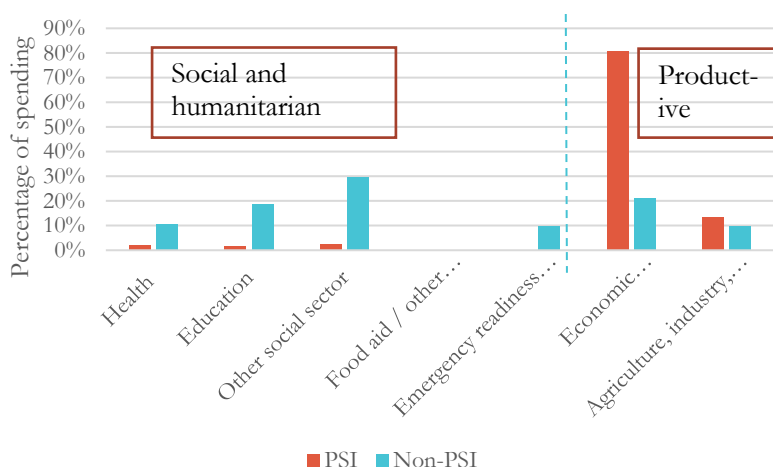 90%
80%
70%
60%
50%
40%
30%
20%
10%
0%
Percentage of spending
Social and
humanitarian
Product-
ive
Health
Education
Other social sector
Food aid / other…
Emergency readiness…
Economic…
Agriculture, industry,…
PSI
Non-PSI